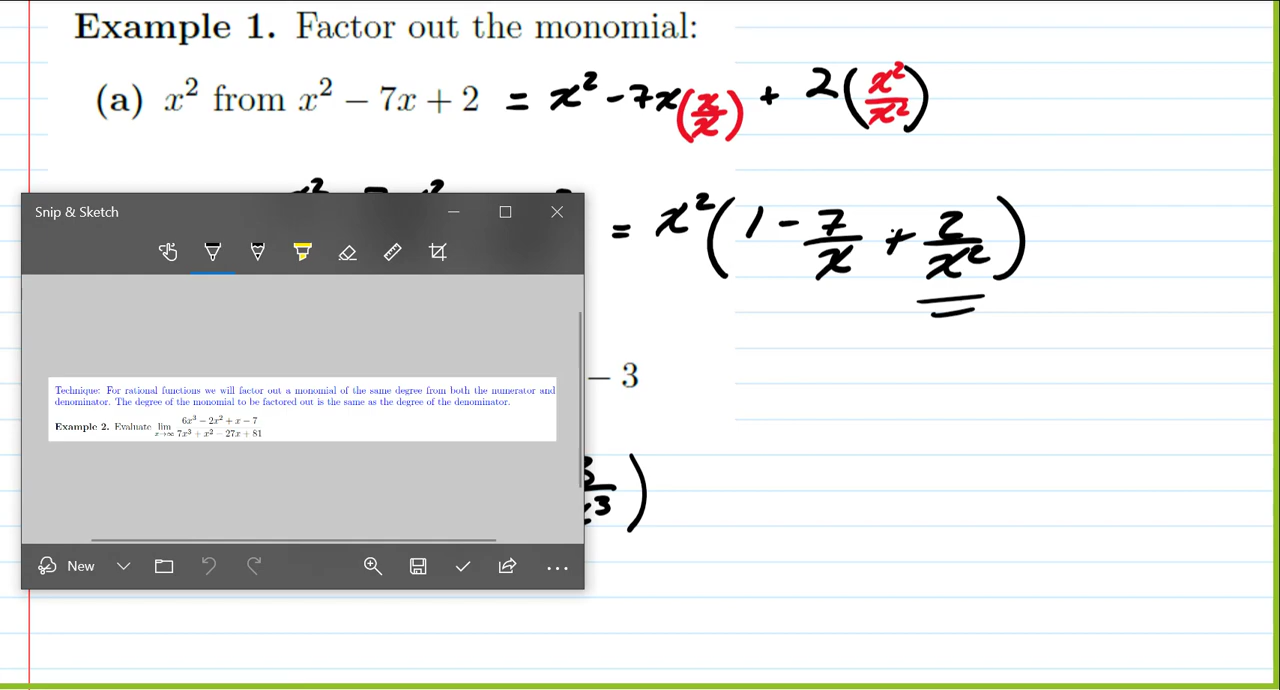 Example 1. Factor out the monomial:
(a) x² from x² − 7x + 2 = x² − 7x(x/x) + 2(x²/x²)
= x²(1 − 7/x + 2/x²)
− 3
Snip & Sketch
Technique: For rational functions we will factor out a monomial of the same degree from both the numerator and
denominator. The degree of the monomial to be factored out is the same as the degree of the denominator.
Example 2. Evaluate lim x→∞ (6x³ − 2x² + x − 7)/(7x³ + x² − 27x + 81)
New